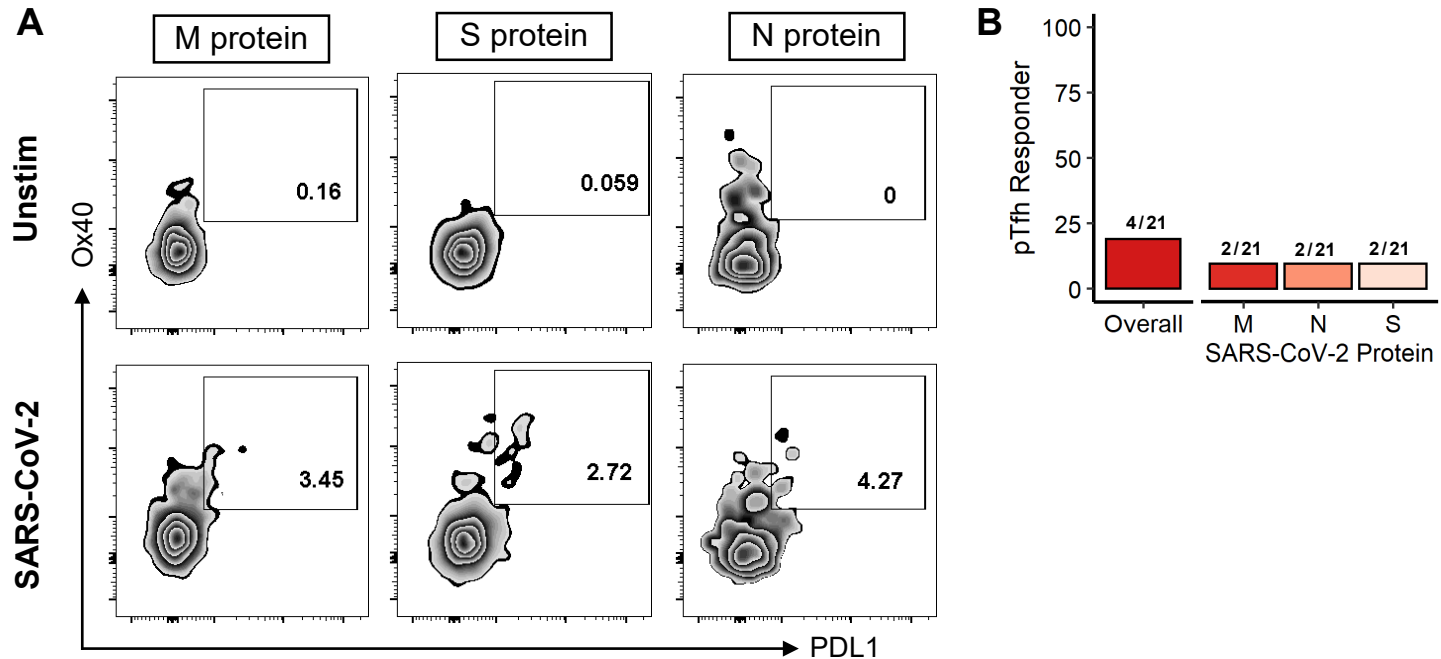 A
M protein
S protein
N protein
Unstim
0.16
0.059
0
Ox40
SARS-CoV-2
3.45
2.72
4.27
PDL1
B
pTfh Responder
100
75
50
25
0
4/21
2/21
2/21
2/21
Overall
M
N
S
SARS-CoV-2 Protein